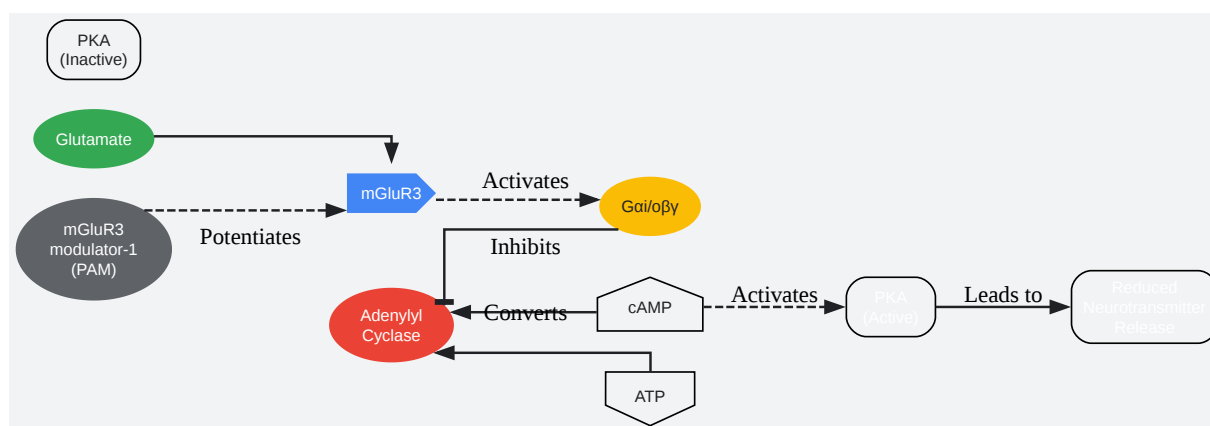 PKA
(Inactive)
Glutamate
mGluR3
modulator-1
(PAM)
Potentiates
mGluR3
Activates
Gαi/oβγ
Inhibits
Adenylyl
Cyclase
Converts
cAMP
ATP
Activates
PKA
(Active)
Leads to
Reduced
Neurotransmitter
Release